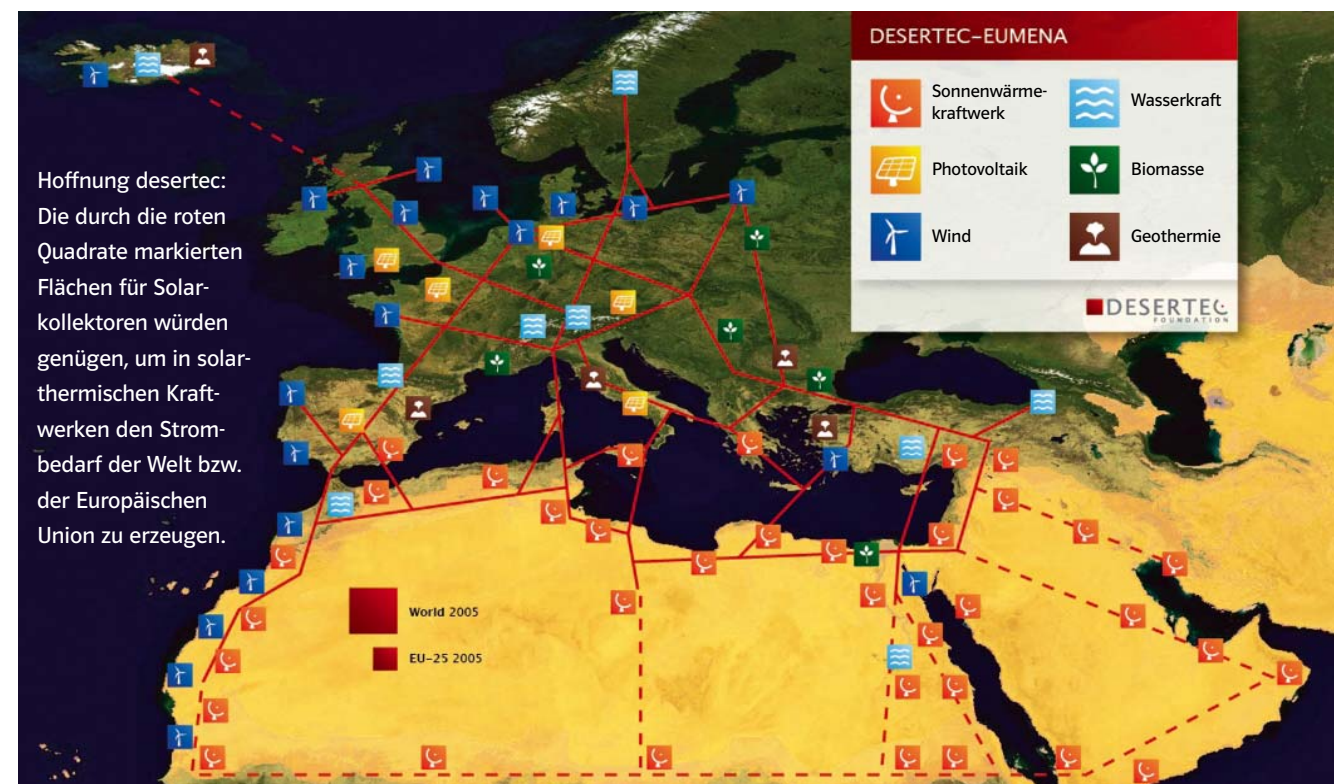 DESERTEC-EUMENA
Sonnenwärme-
kraftwerk
Wasserkraft
Photovoltaik
Biomasse
Wind
Geothermie
DESERTEC
FOUNDATION
Hoffnung desertec:
Die durch die roten
Quadrate markierten
Flächen für Solar-
kollektoren würden
genügen, um in solar-
thermischen Kraft-
werken den Strom-
bedarf der Welt bzw.
der Europäischen
Union zu erzeugen.
World 2005
EU-25 2005